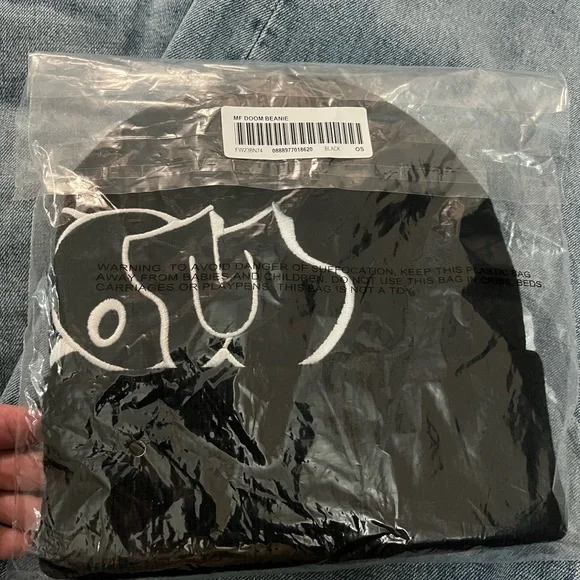 MF DOOM BEANIE
FW23BN74 0888977018620 BLACK OS
WARNING: TO AVOID DANGER OF SUFFOCATION, KEEP THIS PLASTIC BAG
AWAY FROM BABIES AND CHILDREN. DO NOT USE THIS BAG IN CRIBS, BEDS,
CARRIAGES OR PLAYPENS. THIS BAG IS NOT A TOY.